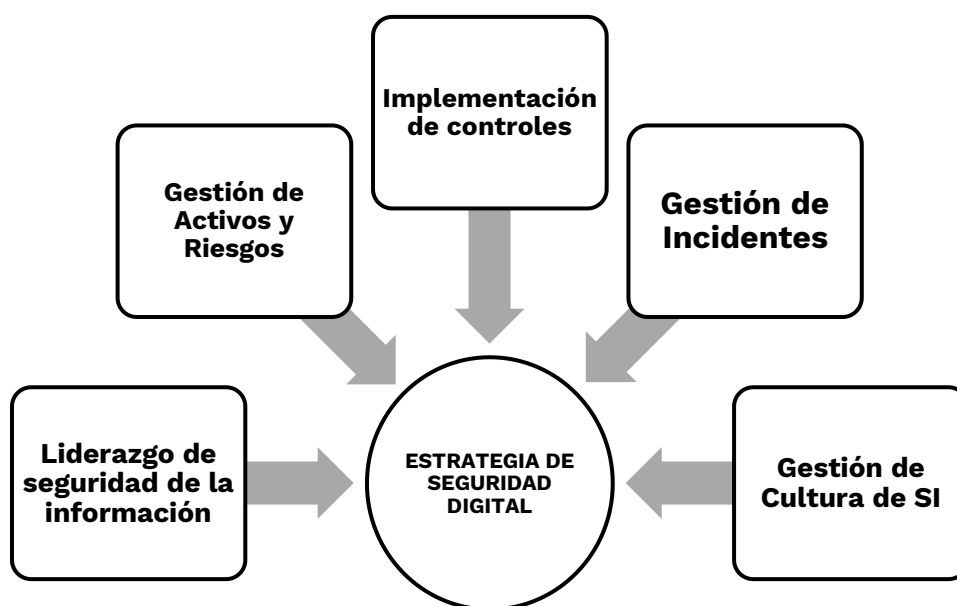 Implementación
de controles
Gestión de
Activos y
Riesgos
Gestión de
Incidentes
Liderazgo de
seguridad de la
información
ESTRATEGIA DE
SEGURIDAD
DIGITAL
Gestión de
Cultura de SI